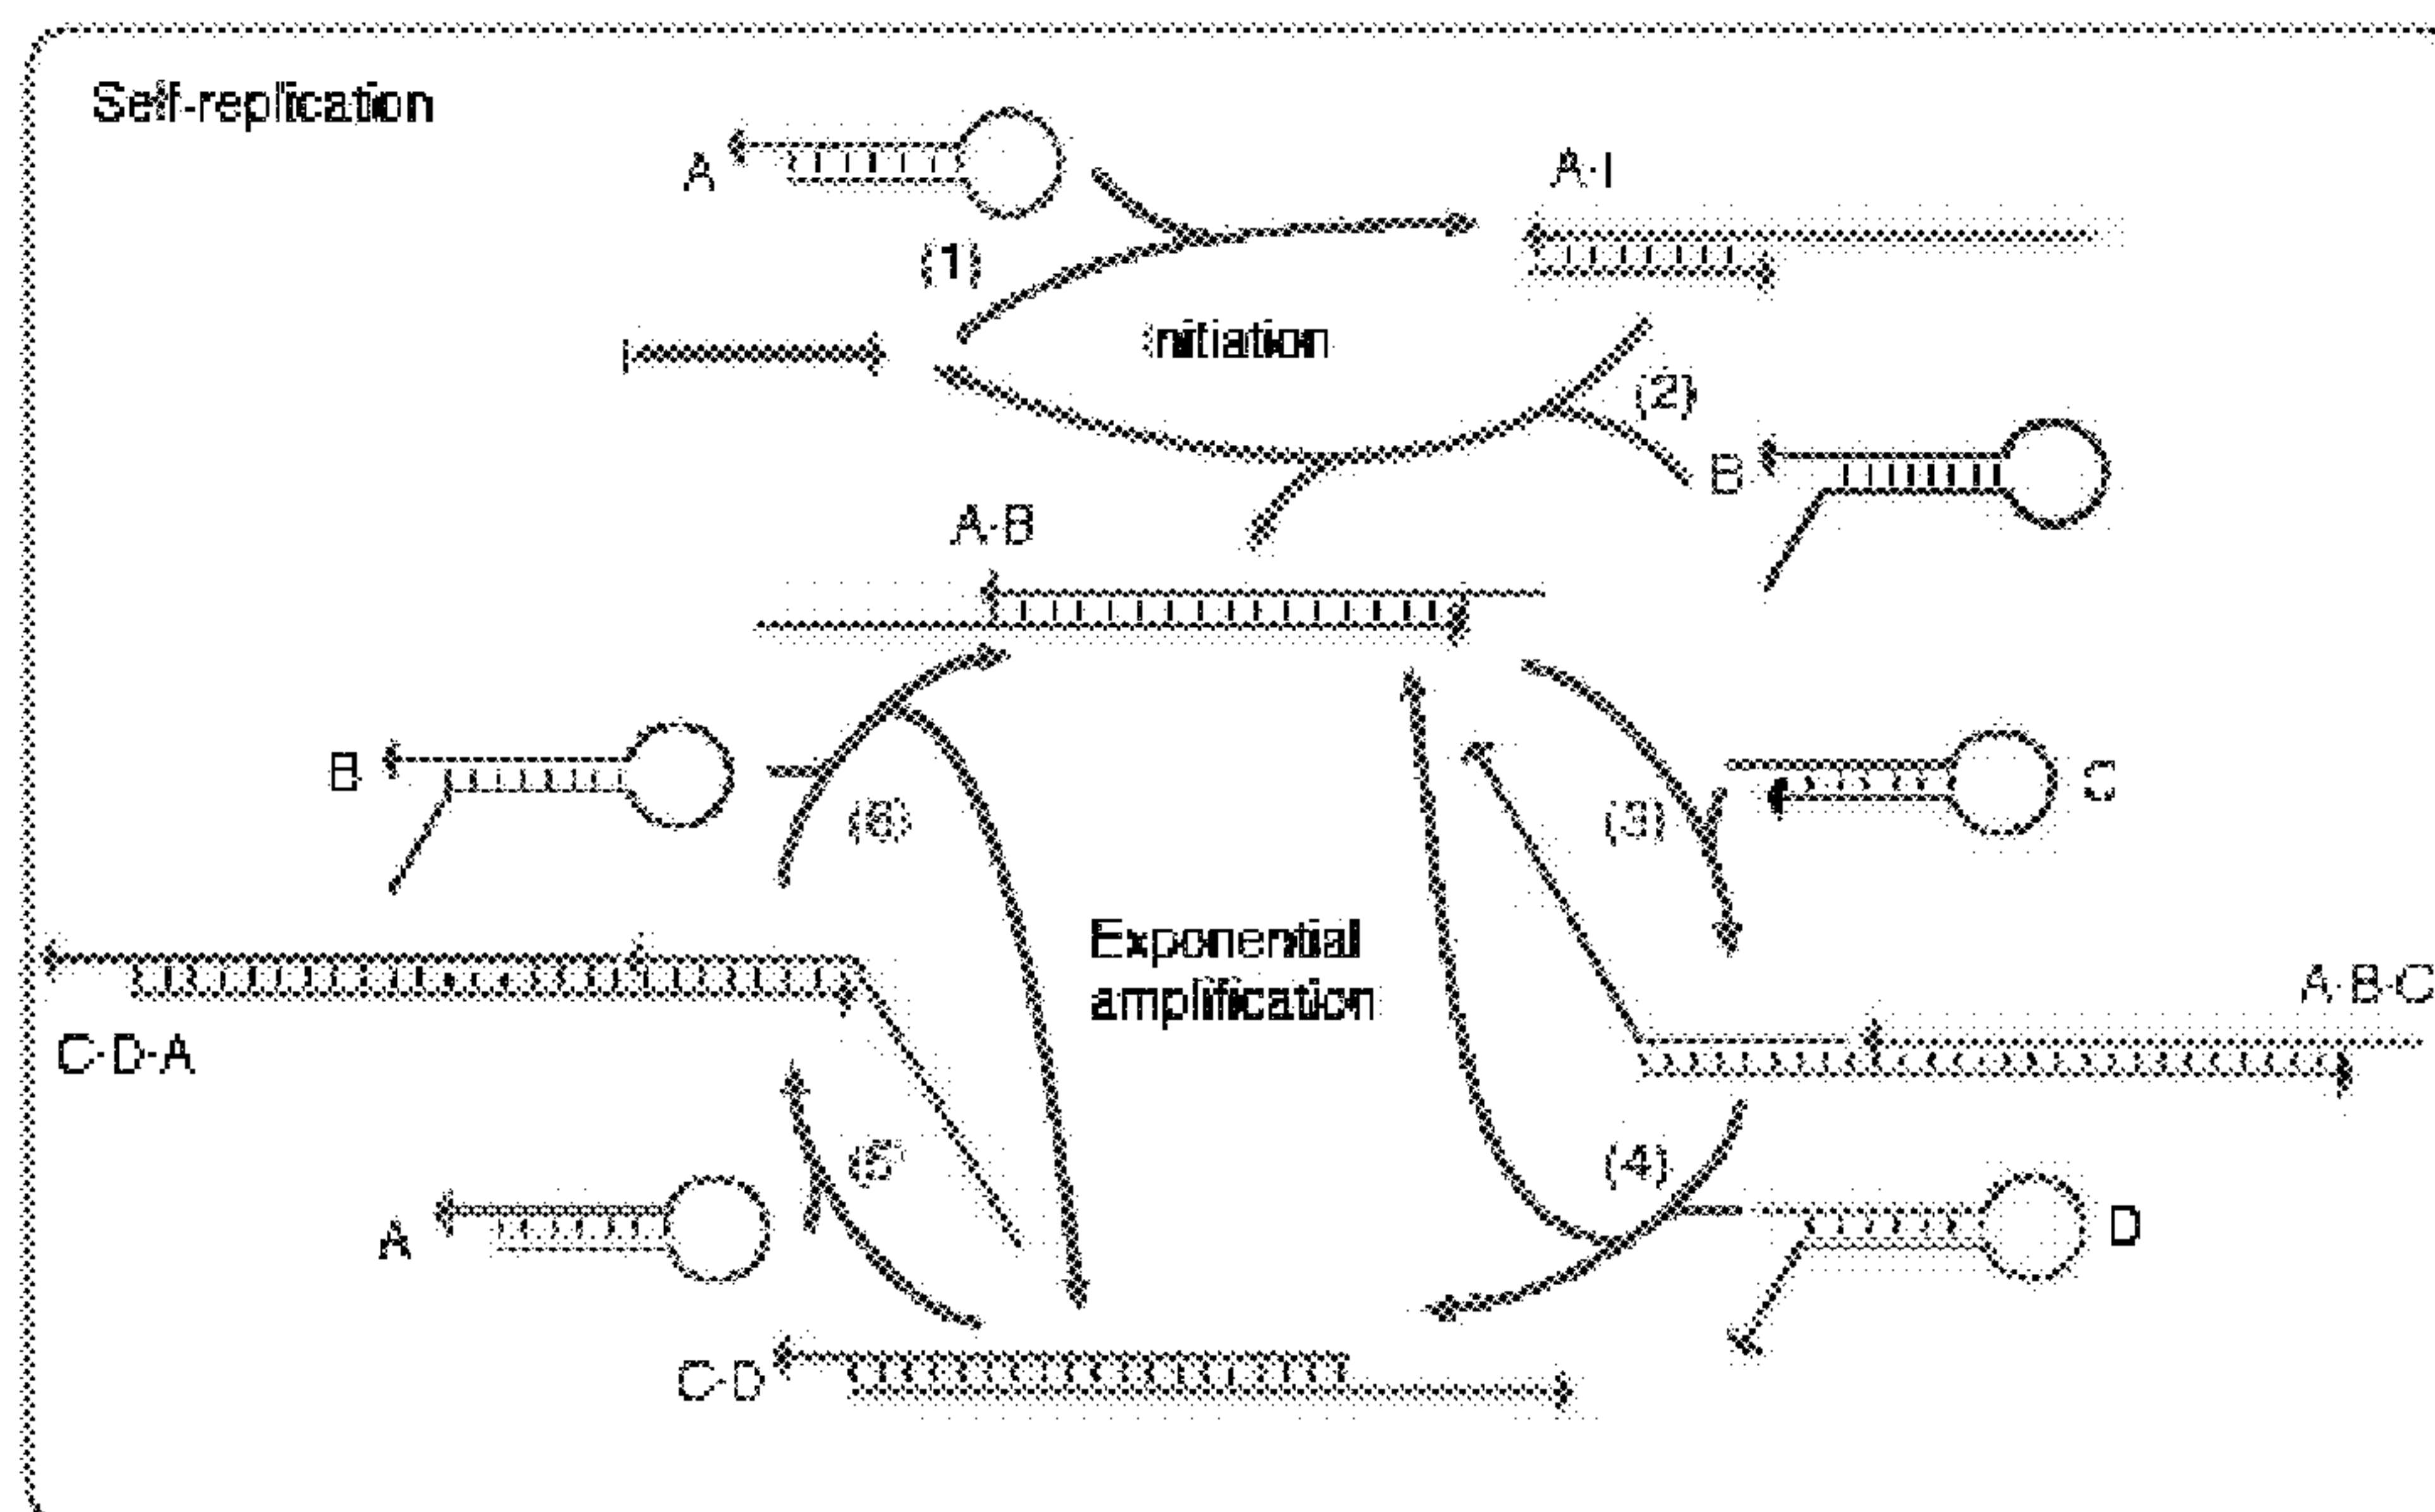 Self-replication
A
A·I
(1)
I
Initiation
(2)
B
A·B
B
(6)
(3)
C
Exponential
amplification
A·B·C
C·D·A
(5)
(4)
A
D
C·D